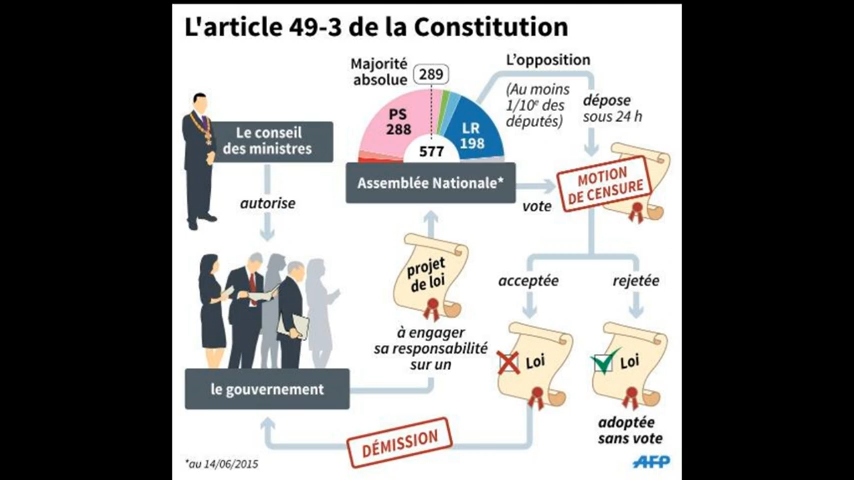 L'article 49-3 de la Constitution
Majorité
absolue
289
L'opposition
(Au moins
1/10e des
députés)
dépose
sous 24 h
PS
288
LR
198
577
Le conseil
des ministres
Assemblée Nationale*
MOTION
DE CENSURE
vote
autorise
projet
de loi
acceptée
rejetée
à engager
sa responsabilité
sur un
Loi
Loi
le gouvernement
adoptée
sans vote
DÉMISSION
*au 14/06/2015
AFP